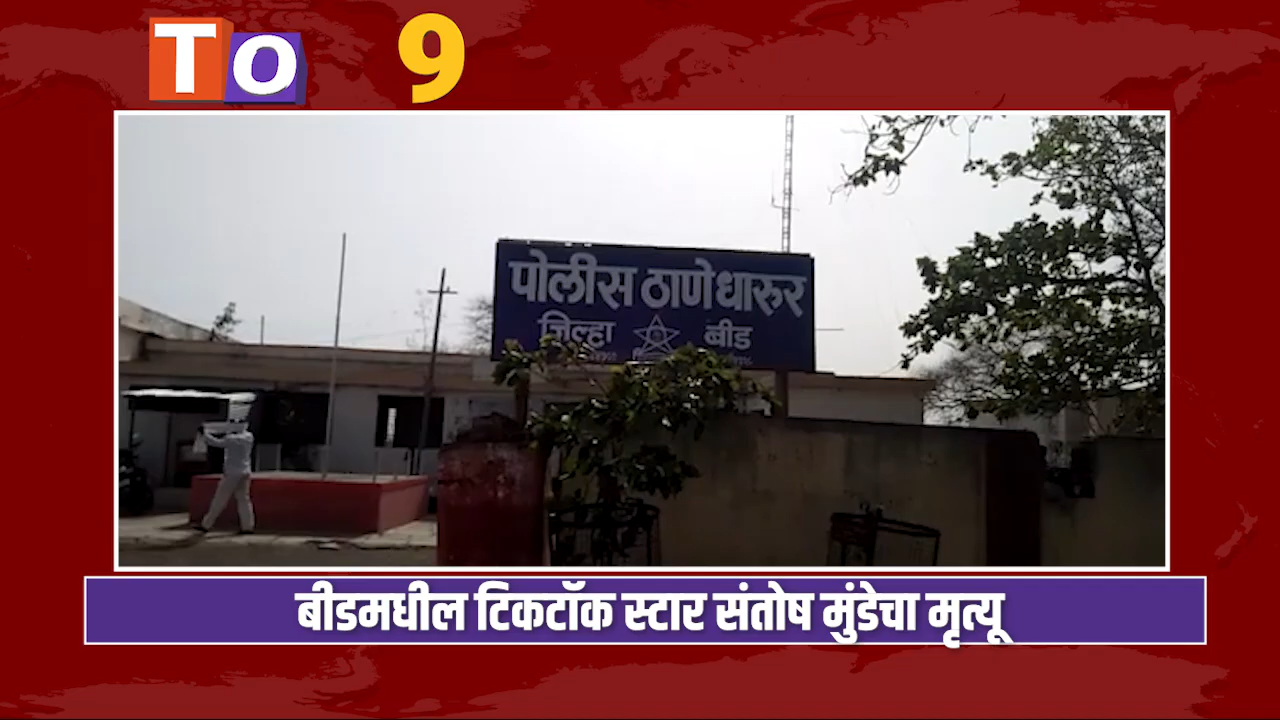 To 9
पोलीस ठाणे धारुर
जिल्हा बीड
बीडमधील टिकटॉक स्टार संतोष मुंडेचा मृत्यू